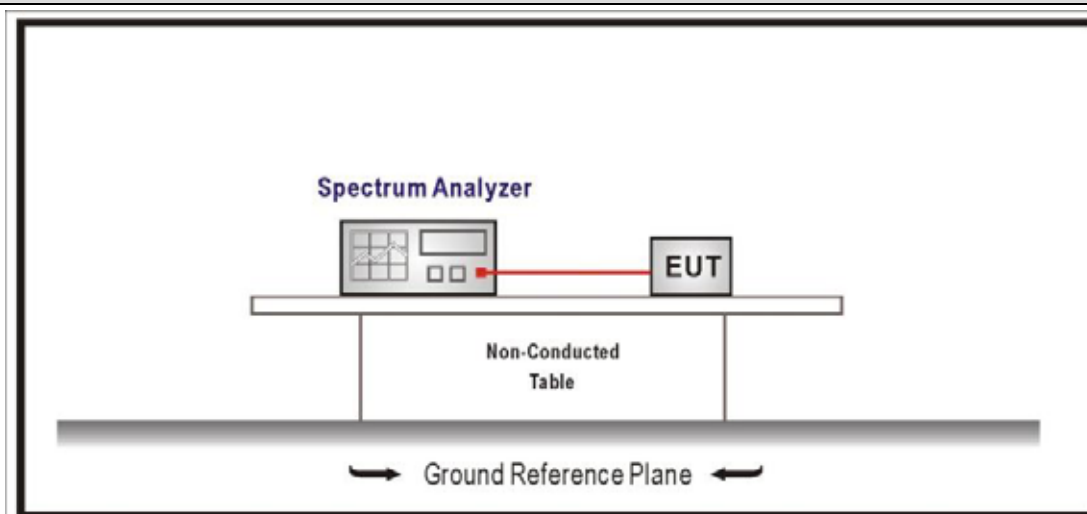 Spectrum Analyzer
EUT
Non-Conducted
Table
Ground Reference Plane